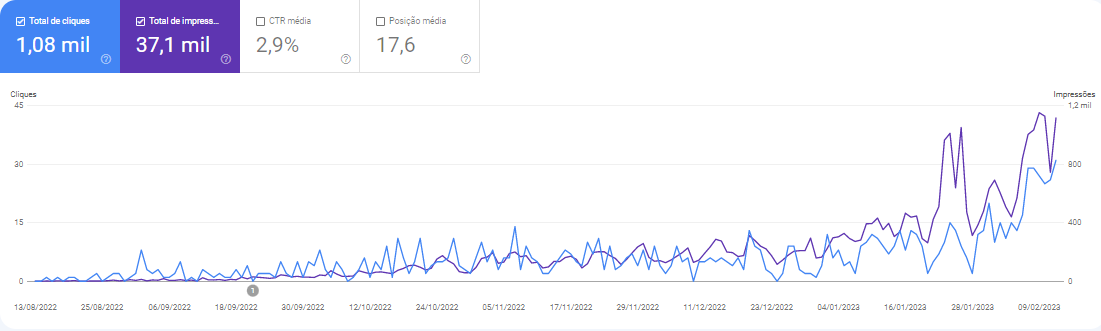 Total de cliques
1,08 mil
Total de impress...
37,1 mil
CTR média
2,9%
Posição média
17,6
Cliques
Impressões
45
1,2 mil
30
800
15
400
0
0
1
13/08/2022 25/08/2022 06/09/2022 18/09/2022 30/09/2022 12/10/2022 24/10/2022 05/11/2022 17/11/2022 29/11/2022 11/12/2022 23/12/2022 04/01/2023 16/01/2023 28/01/2023 09/02/2023